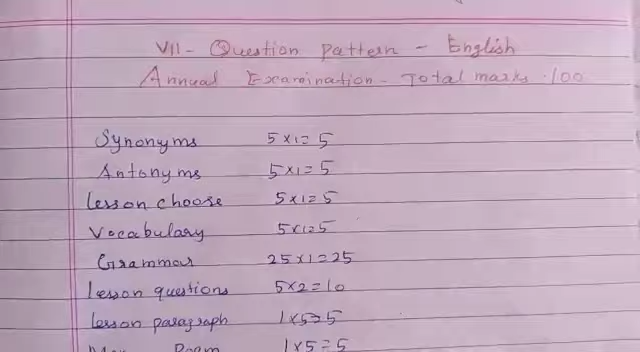 VII - Question Pattern - English
Annual Examination - Total marks - 100
Synonyms 5x1=5
Antonyms 5x1=5
Lesson choose 5x1=5
Vocabulary 5x1=5
Grammar 25x1=25
Lesson questions 5x2=10
Lesson paragraph 1x5=5
Poem 1x5=5